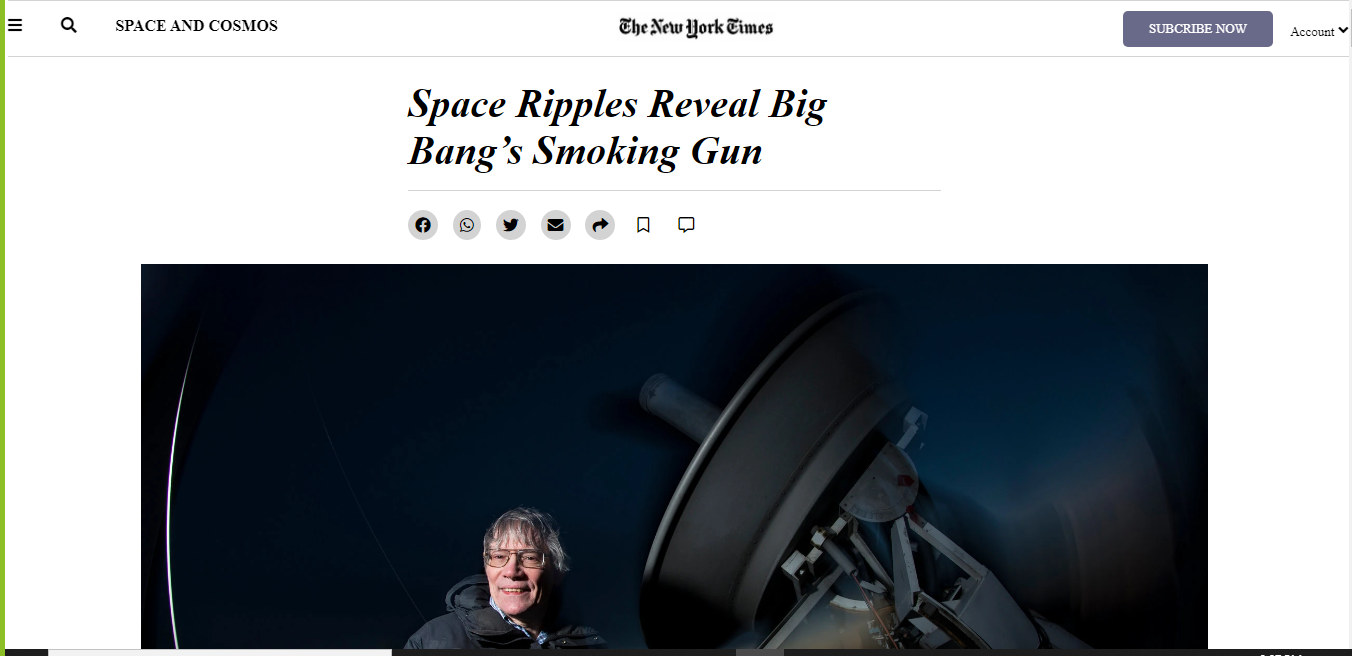 SPACE AND COSMOS
The New York Times
SUBCRIBE NOW
Account
Space Ripples Reveal Big
Bang’s Smoking Gun